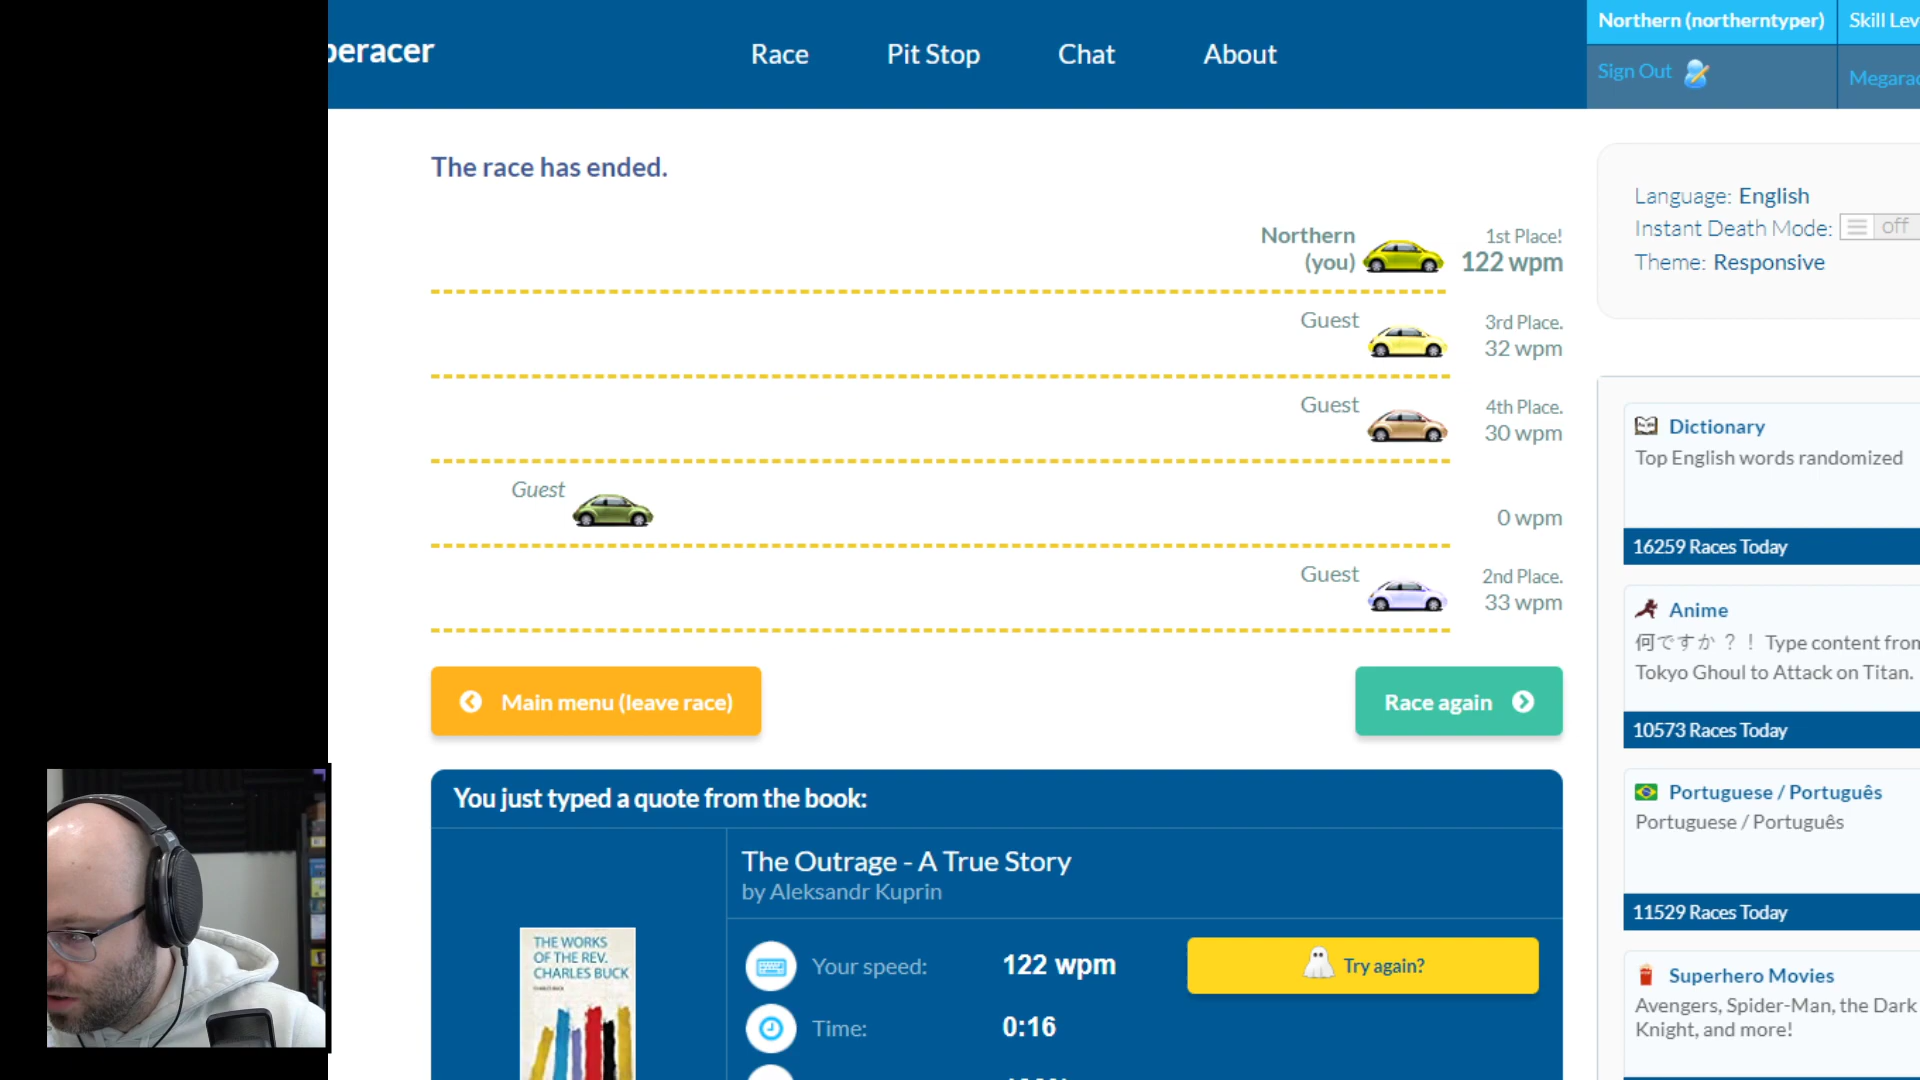 peracer
Race
Pit Stop
Chat
About
Northern (northerntyper)
Skill Lev
Sign Out
Megarac
The race has ended.
Northern
(you)
1st Place!
122 wpm
Guest
3rd Place.
32 wpm
Guest
4th Place.
30 wpm
Guest
0 wpm
Guest
2nd Place.
33 wpm
Main menu (leave race)
Race again
You just typed a quote from the book:
The Outrage - A True Story
by Aleksandr Kuprin
THE WORKS
OF THE REV.
CHARLES BUCK
Your speed:
122 wpm
Try again?
Time:
0:16
Language: English
Instant Death Mode: off
Theme: Responsive
Dictionary
Top English words randomized
16259 Races Today
Anime
何ですか？！ Type content from
Tokyo Ghoul to Attack on Titan.
10573 Races Today
Portuguese / Português
Portuguese / Português
11529 Races Today
Superhero Movies
Avengers, Spider-Man, the Dark
Knight, and more!